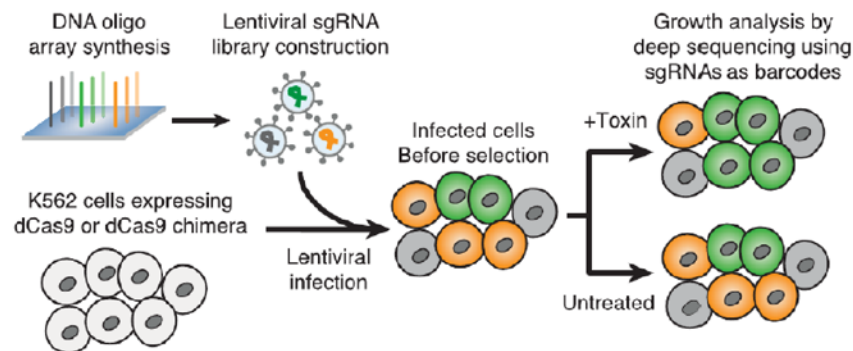 DNA oligo
array synthesis
Lentiviral sgRNA
library construction
Growth analysis by
deep sequencing using
sgRNAs as barcodes
Infected cells
Before selection
+Toxin
K562 cells expressing
dCas9 or dCas9 chimera
Lentiviral
infection
Untreated